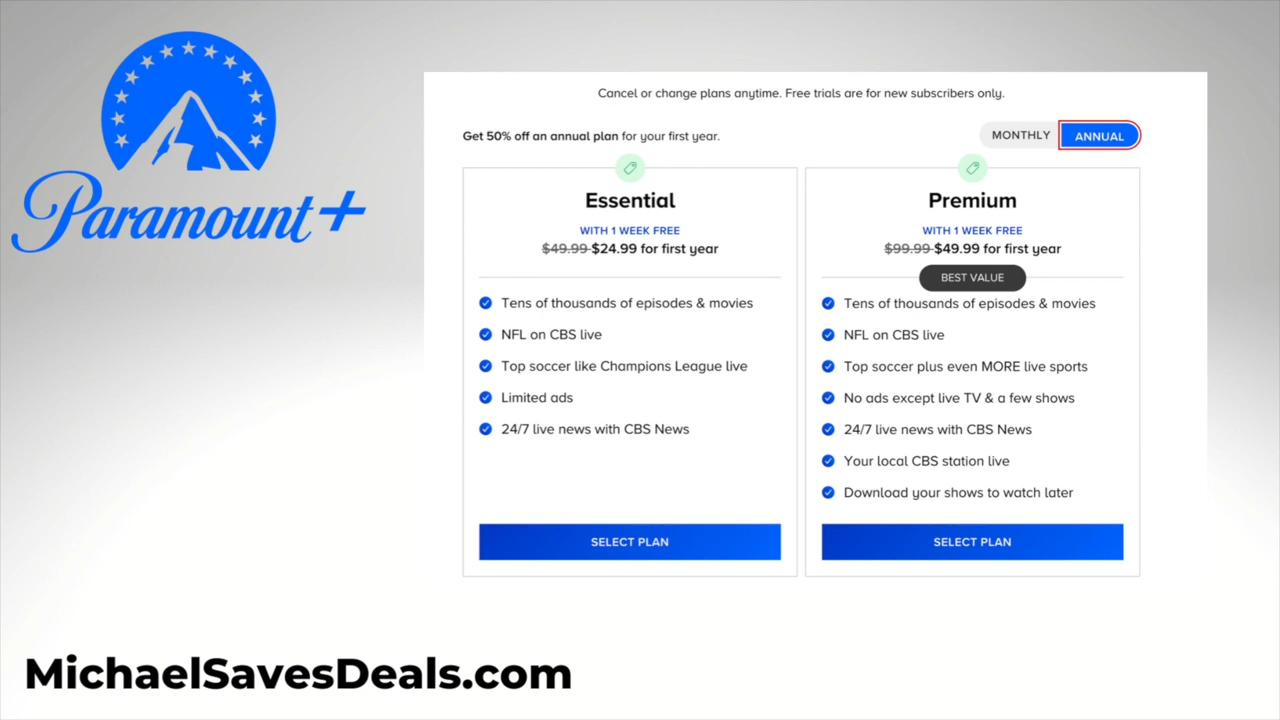 Paramount+
Cancel or change plans anytime. Free trials are for new subscribers only.
Get 50% off an annual plan for your first year.
MONTHLY
ANNUAL
Essential
WITH 1 WEEK FREE
$49.99 $24.99 for first year
Tens of thousands of episodes & movies
NFL on CBS live
Top soccer like Champions League live
Limited ads
24/7 live news with CBS News
SELECT PLAN
Premium
WITH 1 WEEK FREE
$99.99 $49.99 for first year
BEST VALUE
Tens of thousands of episodes & movies
NFL on CBS live
Top soccer plus even MORE live sports
No ads except live TV & a few shows
24/7 live news with CBS News
Your local CBS station live
Download your shows to watch later
SELECT PLAN
MichaelSavesDeals.com